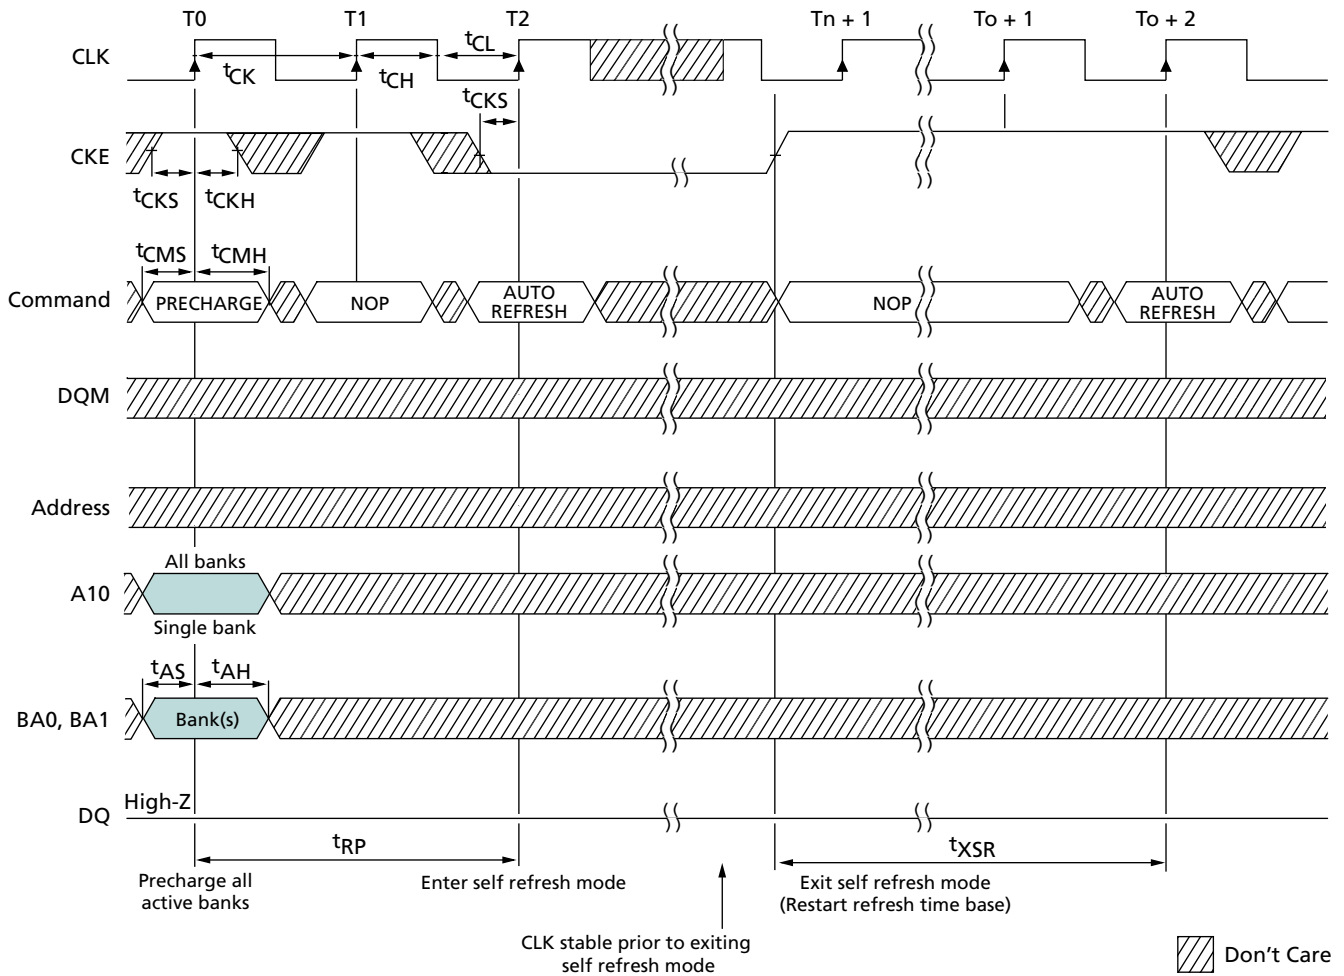 T0 T1 T2 Tn + 1 To + 1 To + 2
CLK
tCK tCH tCL
tCKS
CKE
tCKS tCKH
tCMS tCMH
Command PRECHARGE NOP AUTO REFRESH NOP AUTO REFRESH
DQM
Address
All banks
A10
Single bank
tAS tAH
BA0, BA1 Bank(s)
High-Z
DQ
tRP tXSR
Precharge all
active banks
Enter self refresh mode
Exit self refresh mode
(Restart refresh time base)
CLK stable prior to exiting
self refresh mode
Don't Care